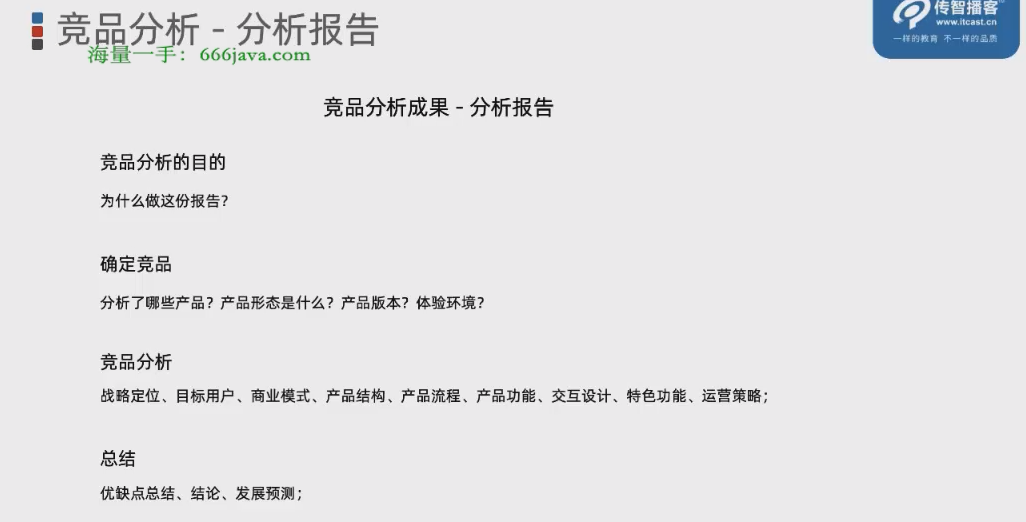 竞品分析 - 分析报告
海量一手：666java.com
传智播客
www.itcast.cn
一样的教育 不一样的品质
竞品分析成果 - 分析报告
竞品分析的目的
为什么做这份报告？
确定竞品
分析了哪些产品？产品形态是什么？产品版本？体验环境？
竞品分析
战略定位、目标用户、商业模式、产品结构、产品流程、产品功能、交互设计、特色功能、运营策略；
总结
优缺点总结、结论、发展预测；